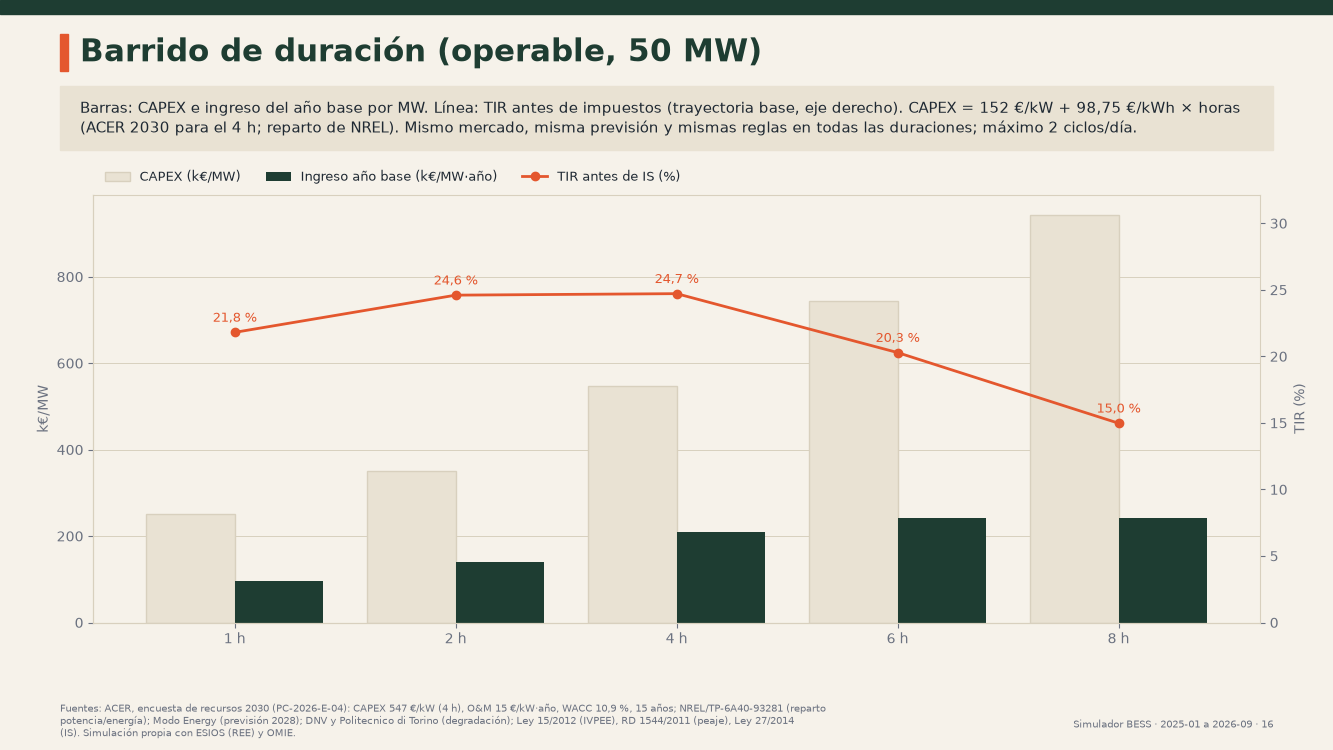 Barrido de duración (operable, 50 MW)
Barras: CAPEX e ingreso del año base por MW. Línea: TIR antes de impuestos (trayectoria base, eje derecho). CAPEX = 152 €/kW + 98,75 €/kWh × horas
(ACER 2030 para el 4 h; reparto de NREL). Mismo mercado, misma previsión y mismas reglas en todas las duraciones; máximo 2 ciclos/día.
CAPEX (k€/MW)
Ingreso año base (k€/MW·año)
TIR antes de IS (%)
k€/MW
800
600
400
200
0
21,8 %
24,6 %
24,7 %
20,3 %
15,0 %
30
25
20
15
10
5
0
TIR (%)
1 h
2 h
4 h
6 h
8 h
Fuentes: ACER, encuesta de recursos 2030 (PC-2026-E-04): CAPEX 547 €/kW (4 h), O&M 15 €/kW·año, WACC 10,9 %, 15 años; NREL/TP-6A40-93281 (reparto
potencia/energía); Modo Energy (previsión 2028); DNV y Politecnico di Torino (degradación); Ley 15/2012 (IVPEE), RD 1544/2011 (peaje), Ley 27/2014
(IS). Simulación propia con ESIOS (REE) y OMIE.
Simulador BESS · 2025-01 a 2026-09 · 16